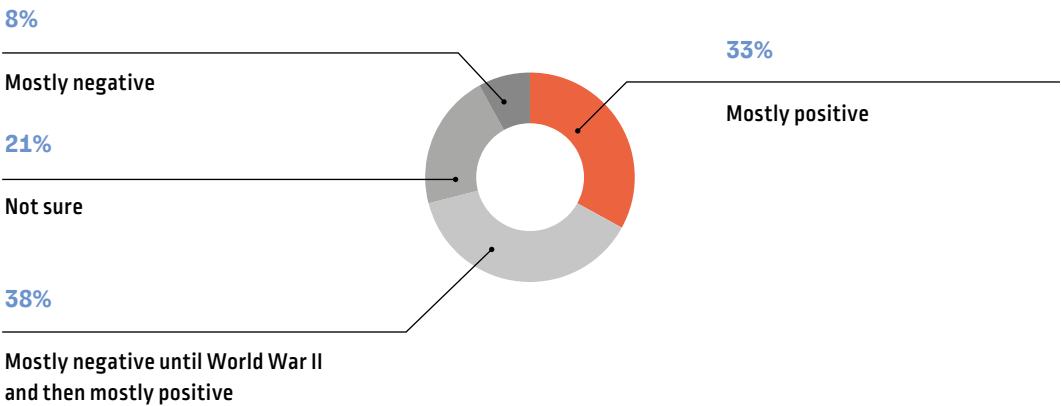 8%
Mostly negative
33%
Mostly positive
21%
Not sure
38%
Mostly negative until World War II
and then mostly positive